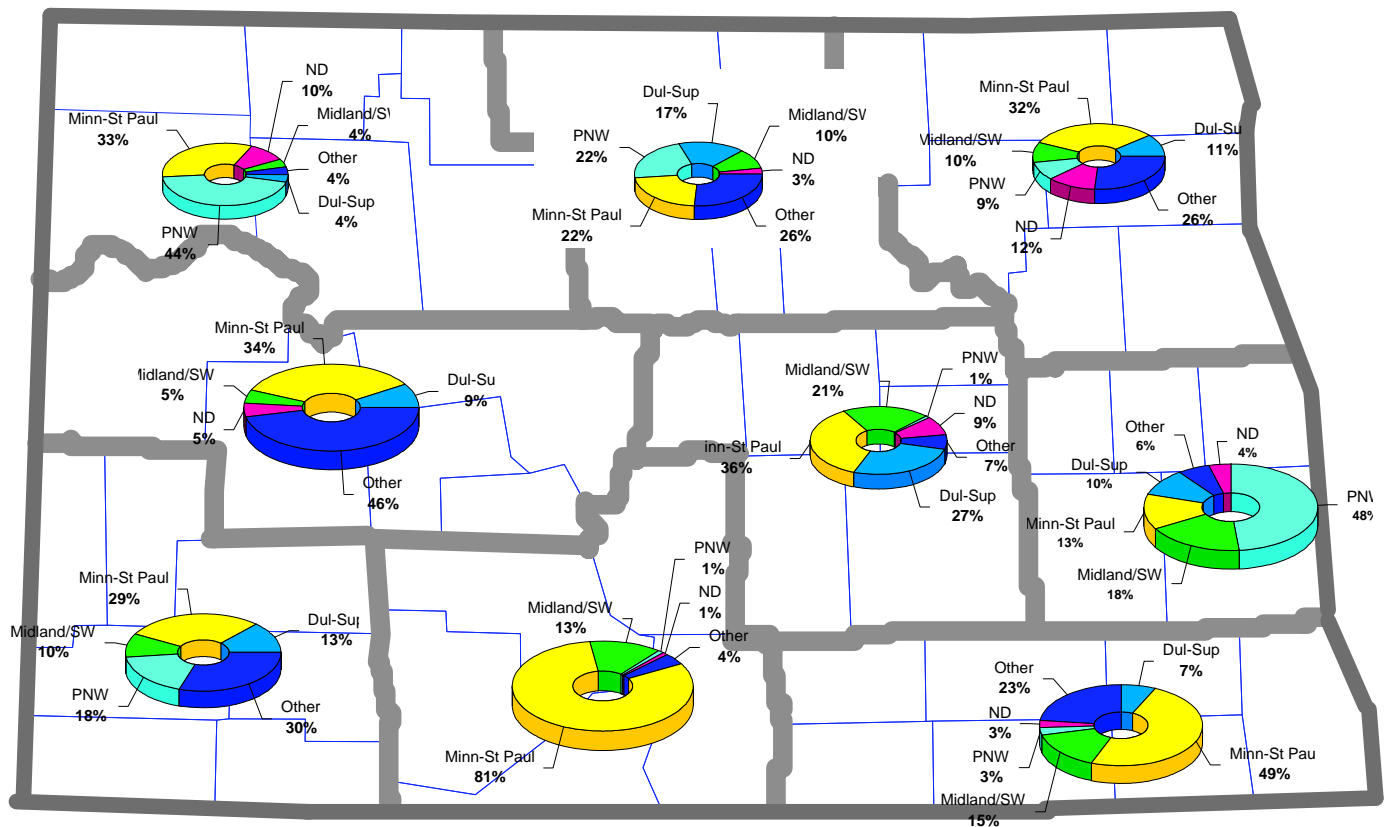 ND
10%
Midland/S
4%
Minn-St Paul
33%
Other
4%
Dul-Sup
4%
PNW
44%
Dul-Sup
17%
Midland/SW
10%
PNW
22%
ND
3%
Minn-St Paul
22%
Other
26%
Minn-St Paul
32%
Dul-Su
11%
Midland/SW
10%
PNW
9%
Other
26%
ND
12%
Minn-St Paul
34%
Midland/SW
5%
Dul-Su
9%
ND
5%
Other
46%
Midland/SW
21%
PNW
1%
ND
9%
inn-St Paul
36%
Other
7%
Dul-Sup
27%
Other
6%
ND
4%
Dul-Sup
10%
PN
48%
Minn-St Paul
13%
Midland/SW
18%
Minn-St Paul
29%
Dul-Su
13%
Midland/SW
10%
PNW
18%
Other
30%
PNW
1%
ND
1%
Midland/SW
13%
Other
4%
Minn-St Paul
81%
Dul-Sup
7%
Other
23%
ND
3%
PNW
3%
Minn-St Pau
49%
Midland/SW
15%